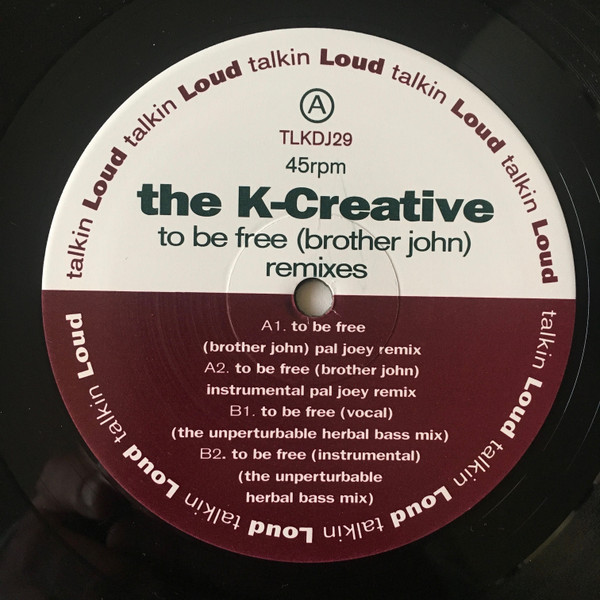 talkin Loud talkin Loud talkin Loud talkin Loud talkin Loud
A
TLKDJ29
45rpm
the K-Creative
to be free (brother john)
remixes
A1. to be free
(brother john) pal joey remix
A2. to be free (brother john)
instrumental pal joey remix
B1. to be free (vocal)
(the unperturbable herbal bass mix)
B2. to be free (instrumental)
(the unperturbable
herbal bass mix)
talkin Loud talkin Loud talkin Loud talkin Loud talkin Loud